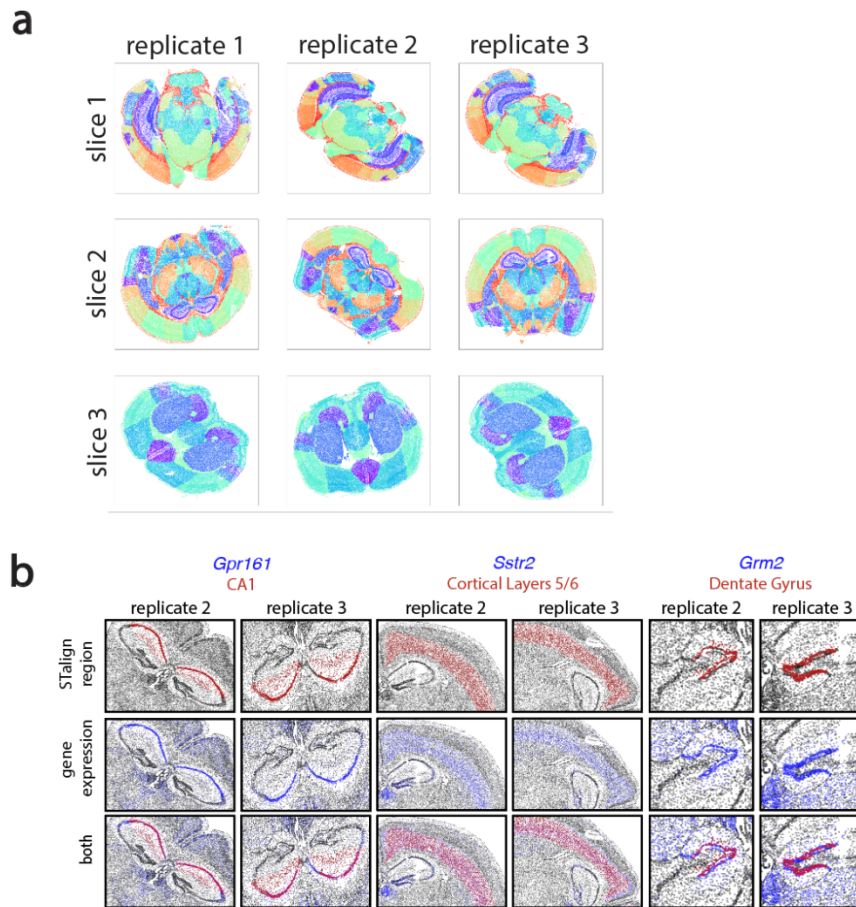 a
replicate 1 replicate 2 replicate 3
slice 1
slice 2
slice 3
b
Gpr161 Sstr2 Grm2
CA1 Cortical Layers 5/6 Dentate Gyrus
replicate 2 replicate 3 replicate 2 replicate 3 replicate 2 replicate 3
STalign
region
gene
expression
both